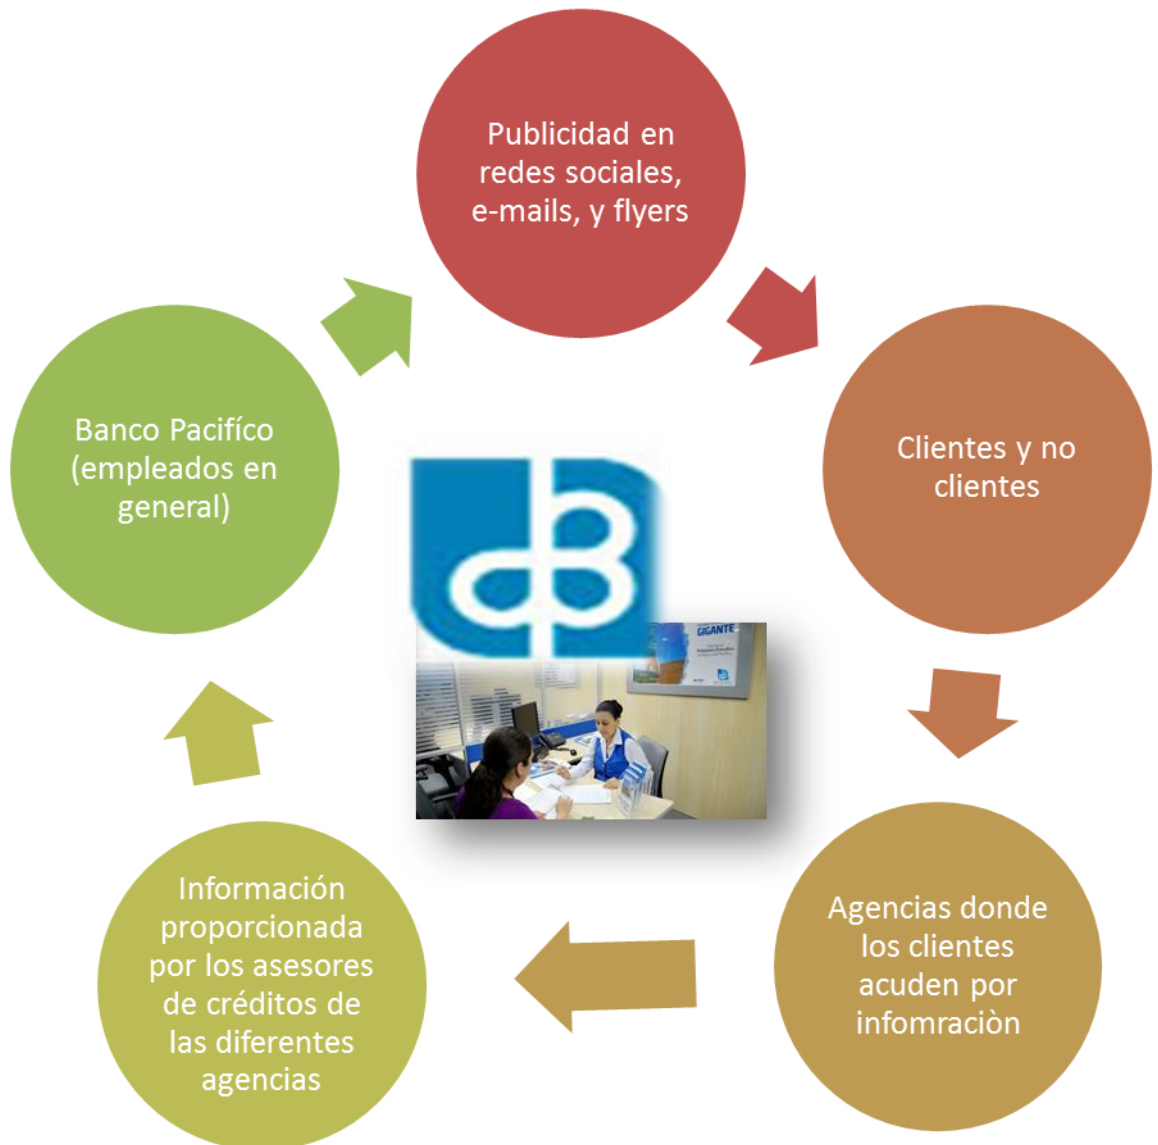 Publicidad en
redes sociales,
e-mails, y flyers
Clientes y no
clientes
Agencias donde
los clientes
acuden por
infomraciòn
Información
proporcionada
por los asesores
de créditos de
las diferentes
agencias
Banco Pacifíco
(empleados en
general)
GIGANTE